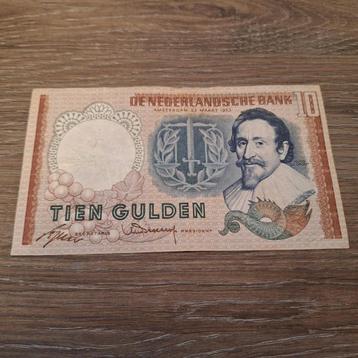 DE NEDERLANDSCHE BANK 10
AMSTERDAM 23 MAART 1953
TIEN GULDEN
SECRETARIS PRESIDENT